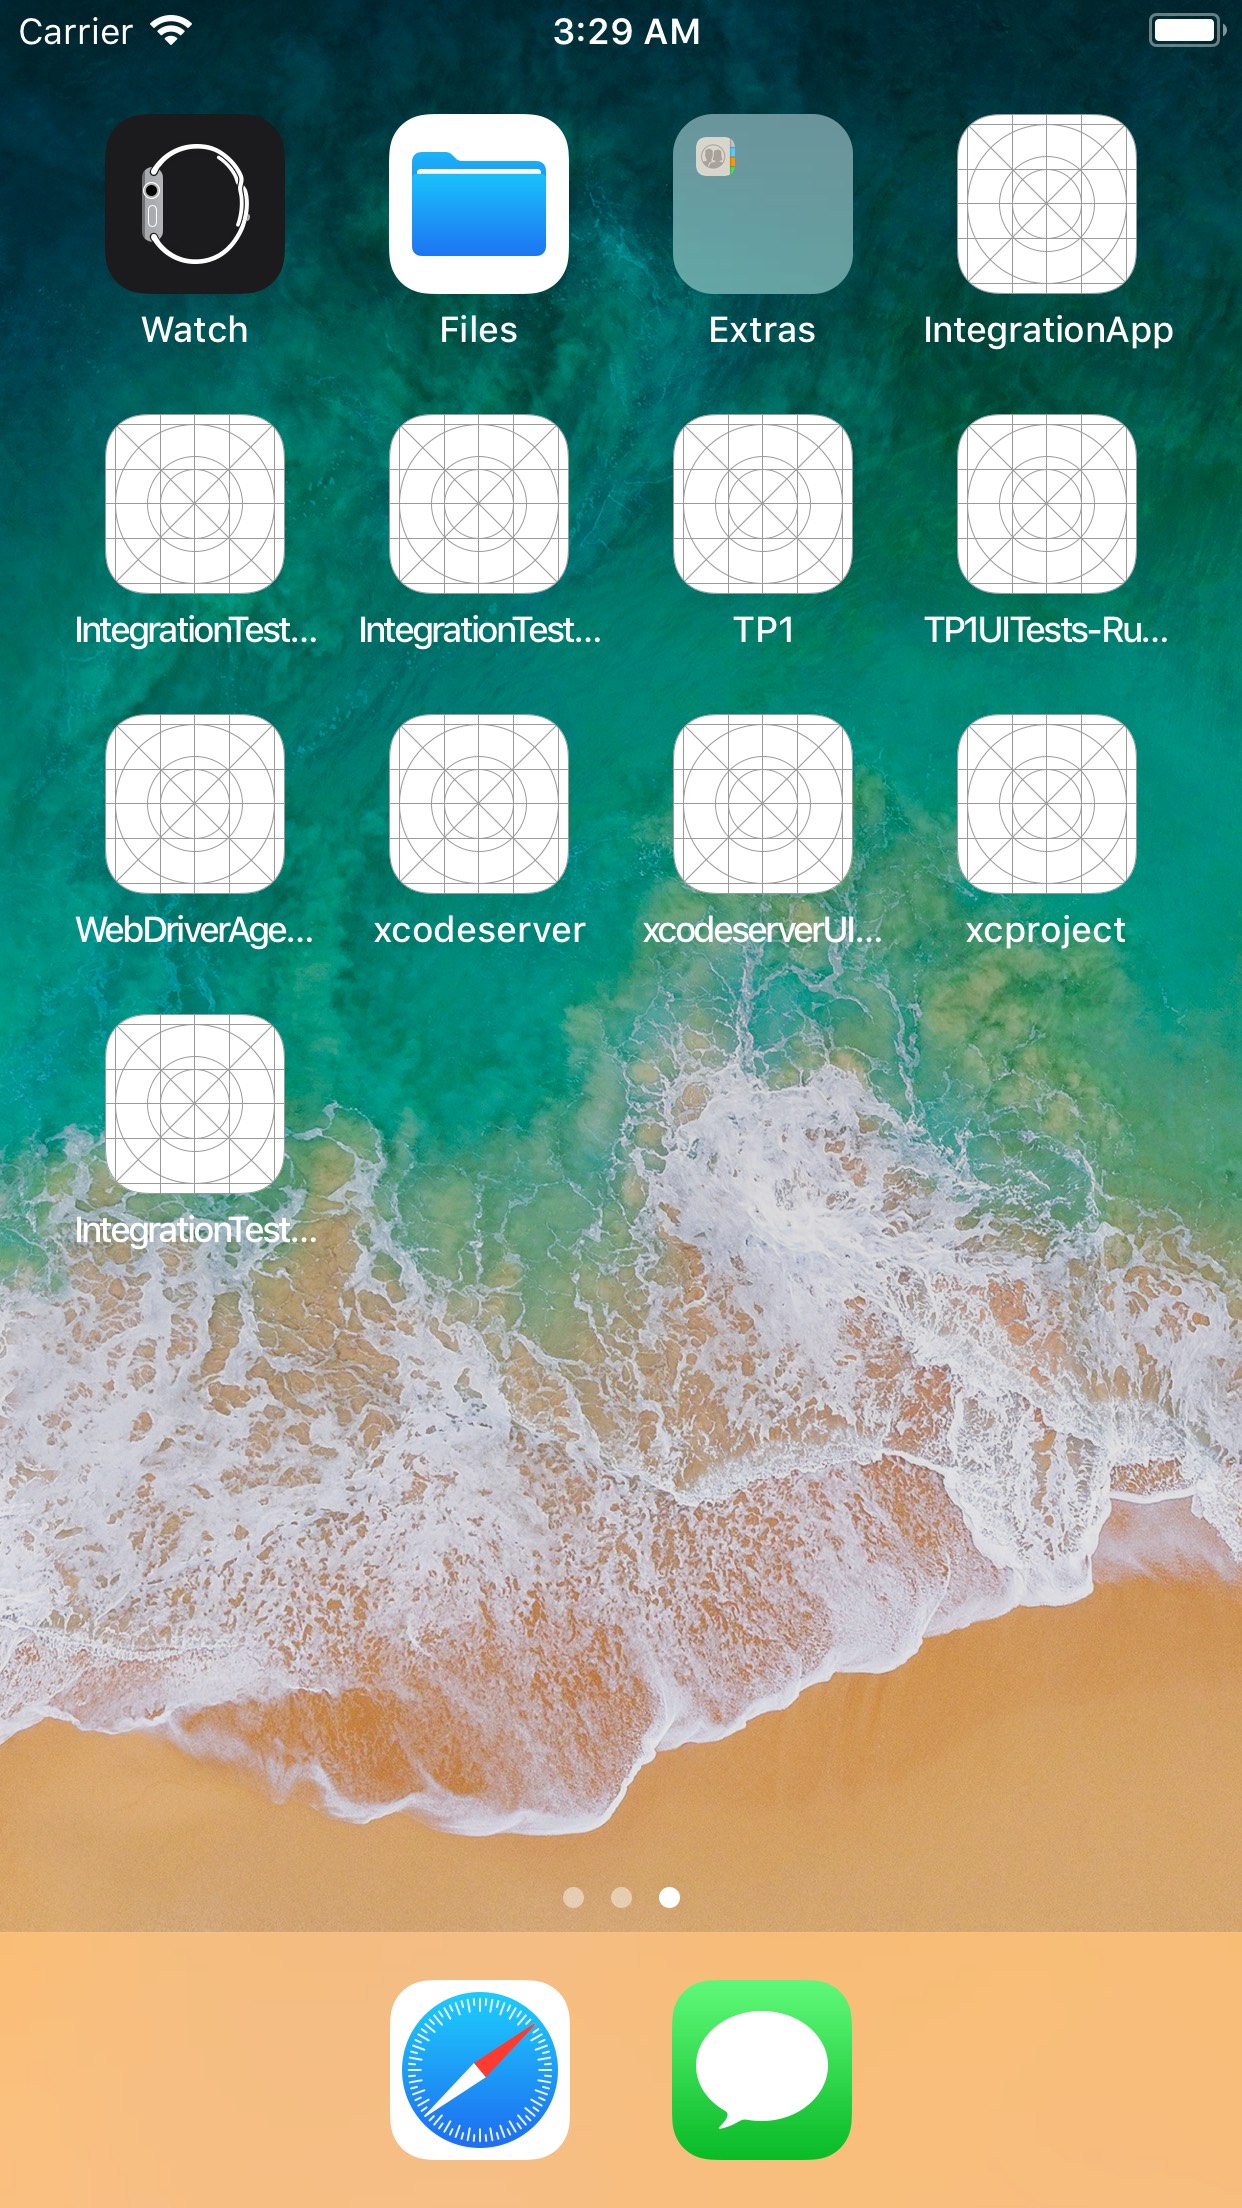 Carrier 3:29 AM
Watch Files Extras IntegrationApp
IntegrationTest... IntegrationTest... TP1 TP1UITests-Ru...
WebDriverAge... xcodeserver xcodeserverUI... xcproject
IntegrationTest...